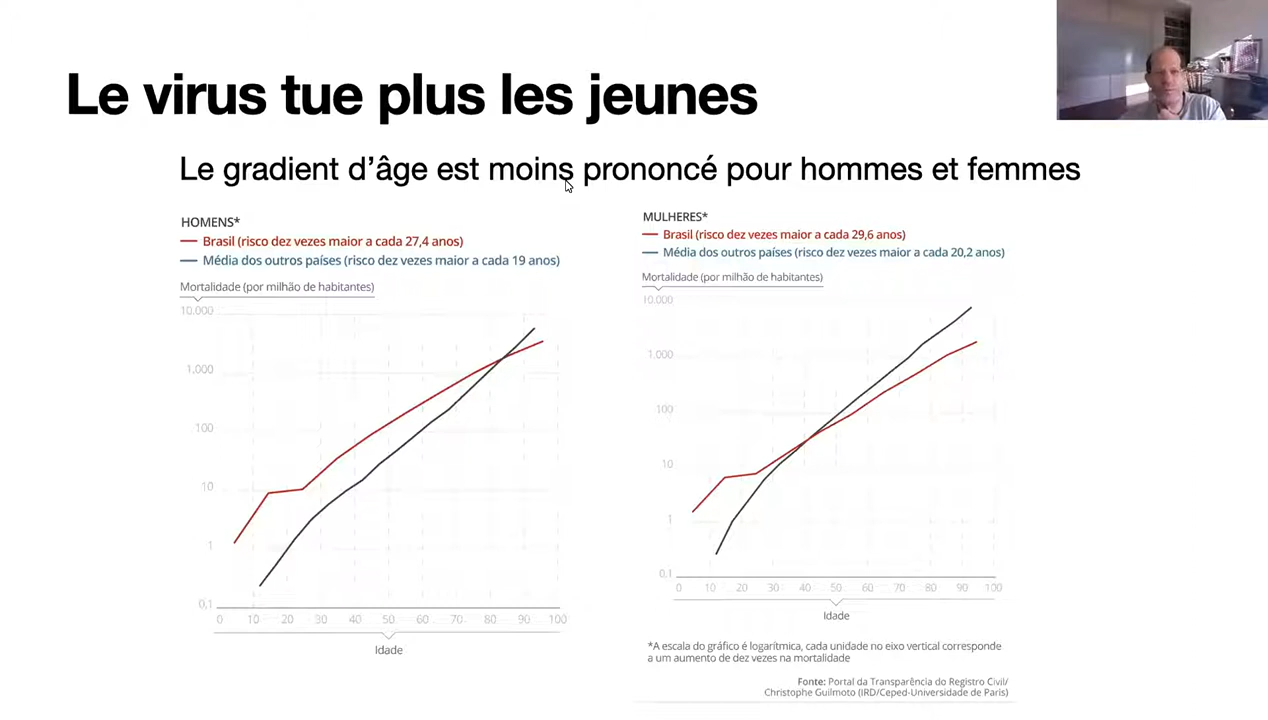 Le virus tue plus les jeunes
Le gradient d’âge est moins prononcé pour hommes et femmes
HOMENS*
Brasil (risco dez vezes maior a cada 27,4 anos)
Média dos outros países (risco dez vezes maior a cada 19 anos)
Mortalidade (por milhão de habitantes)
10.000
1.000
100
10
1
0,1
0 10 20 30 40 50 60 70 80 90 100
Idade
MULHERES*
Brasil (risco dez vezes maior a cada 29,6 anos)
Média dos outros países (risco dez vezes maior a cada 20,2 anos)
Mortalidade (por milhão de habitantes)
10.000
1.000
100
10
1
0,1
0 10 20 30 40 50 60 70 80 90 100
Idade
*A escala do gráfico é logarítmica, cada unidade no eixo vertical corresponde
a um aumento de dez vezes na mortalidade
Fonte: Portal da Transparência do Registro Civil/
Christophe Guilmoto (IRD/Ceped-Universidade de Paris)